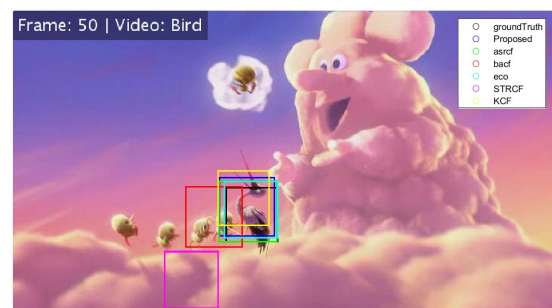 Frame: 50 | Video: Bird
groundTruth
Proposed
asrcf
bacf
eco
STRCF
KCF